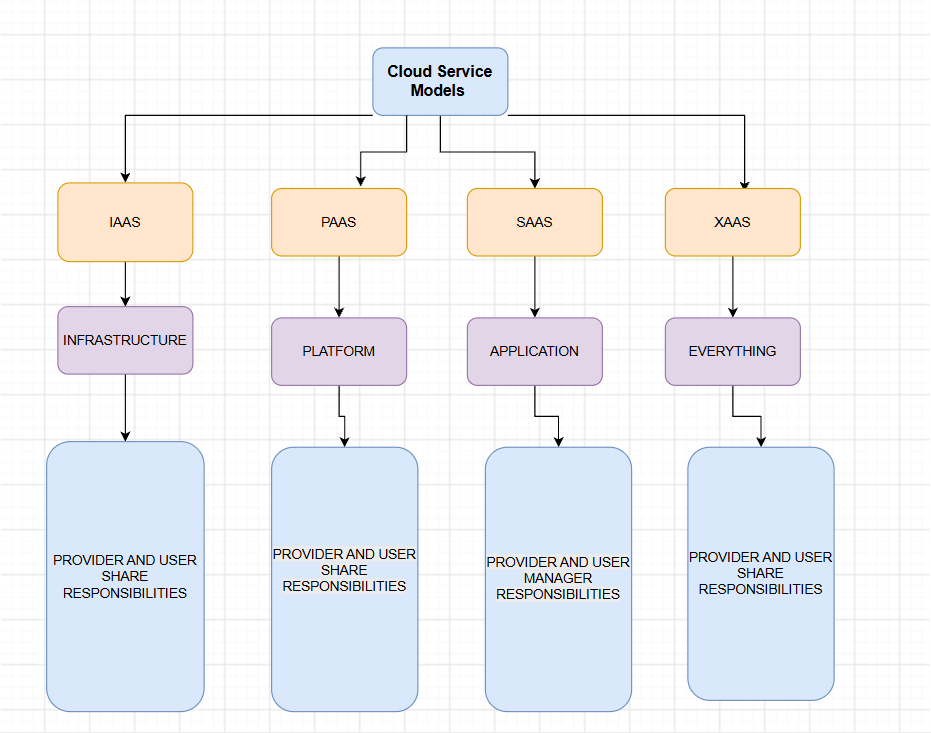 Cloud Service
Models
IAAS
PAAS
SAAS
XAAS
INFRASTRUCTURE
PLATFORM
APPLICATION
EVERYTHING
PROVIDER AND USER
SHARE
RESPONSIBILITIES
PROVIDER AND USER
SHARE
RESPONSIBILITIES
PROVIDER AND USER
MANAGER
RESPONSIBILITIES
PROVIDER AND USER
SHARE
RESPONSIBILITIES